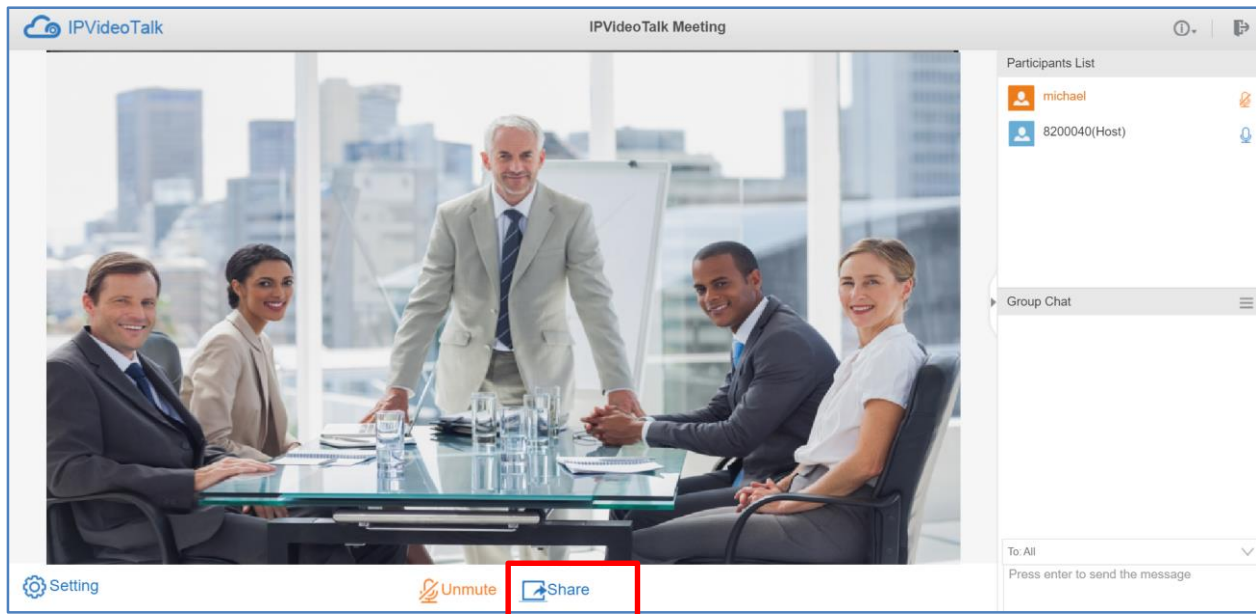 IPVideoTalk
IPVideoTalk Meeting
Participants List
michael
8200040(Host)
Group Chat
To: All
Press enter to send the message
Setting
Unmute
Share